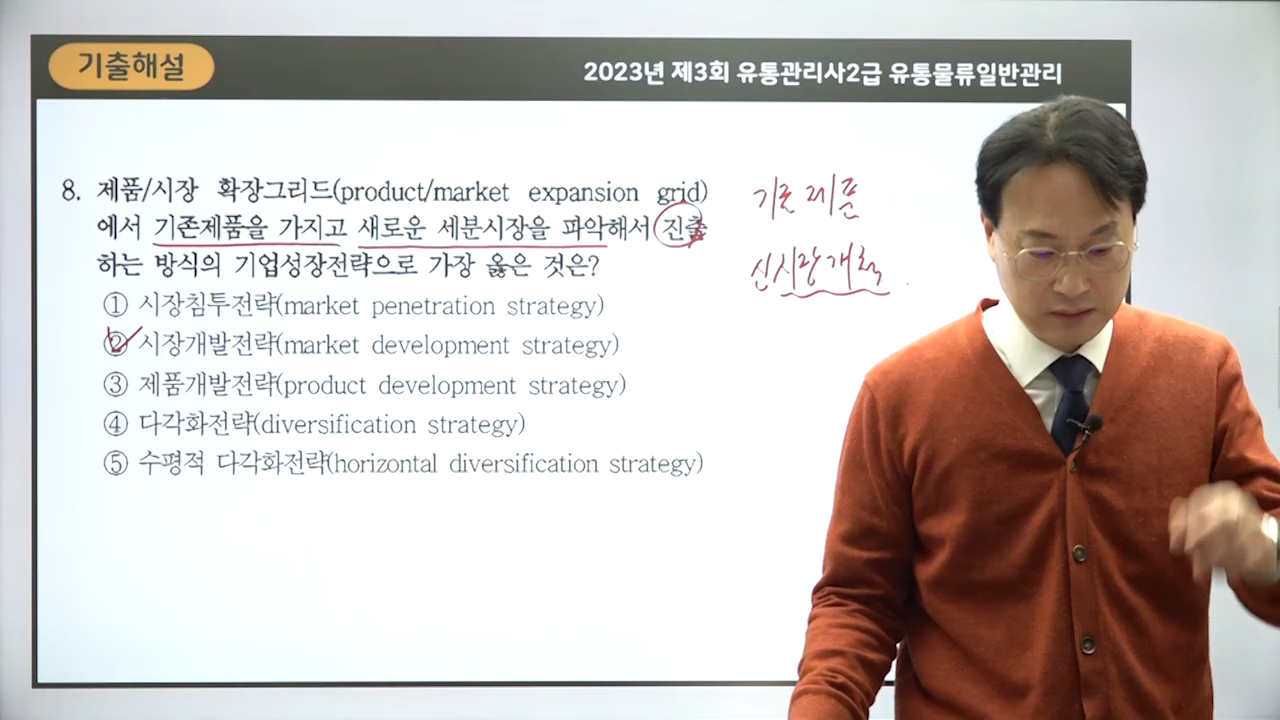 기출해설
2023년 제3회 유통관리사2급 유통물류일반관리
8. 제품/시장 확장그리드(product/market expansion grid)
에서 기존제품을 가지고 새로운 세분시장을 파악해서 진출
하는 방식의 기업성장전략으로 가장 옳은 것은?
① 시장침투전략(market penetration strategy)
② 시장개발전략(market development strategy)
③ 제품개발전략(product development strategy)
④ 다각화전략(diversification strategy)
⑤ 수평적 다각화전략(horizontal diversification strategy)
기존 제품
신시장개척